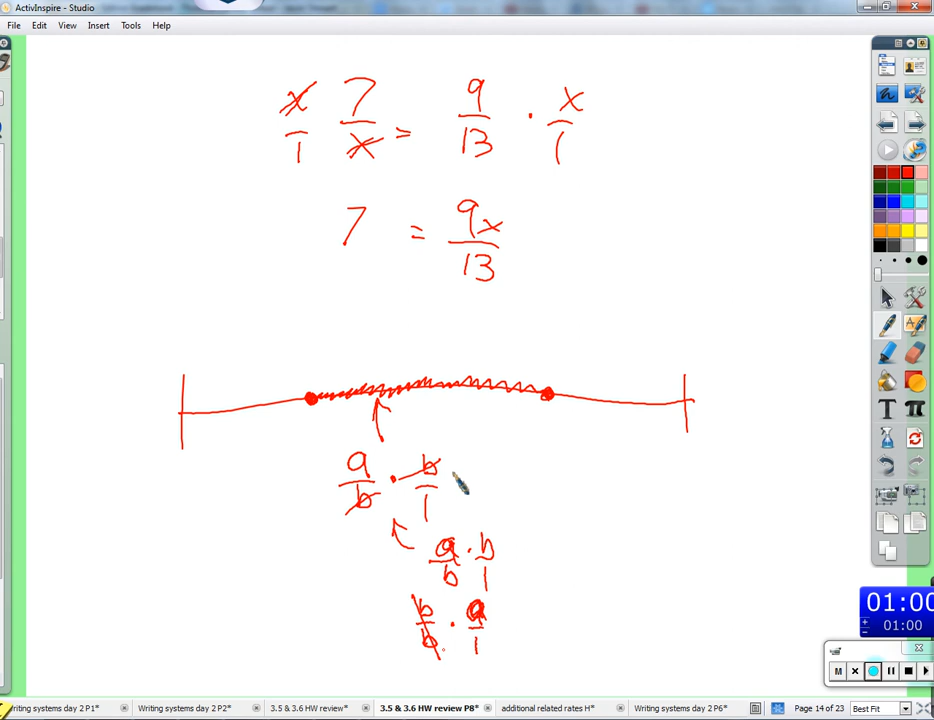 ActivInspire - Studio
File Edit View Insert Tools Help
x/1 7/x = 9/13 · x/1
7 = 9x/13
a/b · b/1
a/b · b/1
b/b · a/1
01:00
01:00
M
Writing systems day 2 P1* Writing systems day 2 P2* 3.5 & 3.6 HW review* 3.5 & 3.6 HW review P8* additional related rates H* Writing systems day 2 P6* Page 14 of 23 Best Fit